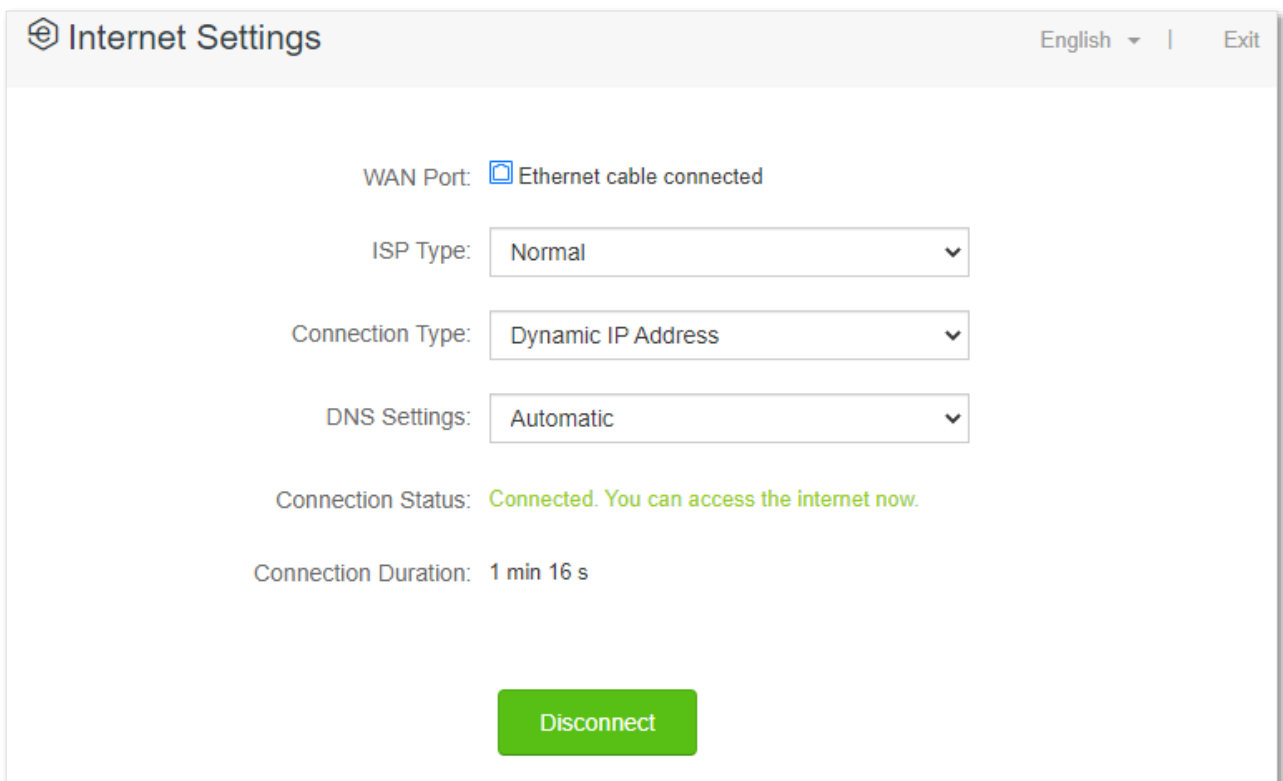 Internet Settings
English | Exit
WAN Port: Ethernet cable connected
ISP Type: Normal
Connection Type: Dynamic IP Address
DNS Settings: Automatic
Connection Status: Connected. You can access the internet now.
Connection Duration: 1 min 16 s
Disconnect